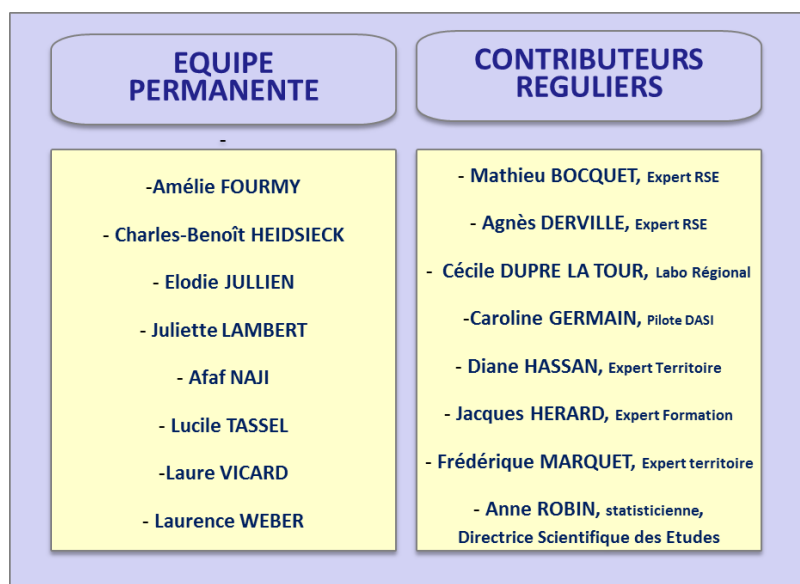 EQUIPE
PERMANENTE
-
-Amélie FOURMY
- Charles-Benoît HEIDSIECK
- Elodie JULLIEN
- Juliette LAMBERT
- Afaf NAJI
- Lucile TASSEL
-Laure VICARD
- Laurence WEBER
CONTRIBUTEURS
REGULIERS
- Mathieu BOCQUET, Expert RSE
- Agnès DERVILLE, Expert RSE
- Cécile DUPRE LA TOUR, Labo Régional
-Caroline GERMAIN, Pilote DASI
- Diane HASSAN, Expert Territoire
- Jacques HERARD, Expert Formation
- Frédérique MARQUET, Expert territoire
- Anne ROBIN, statisticienne,
Directrice Scientifique des Etudes